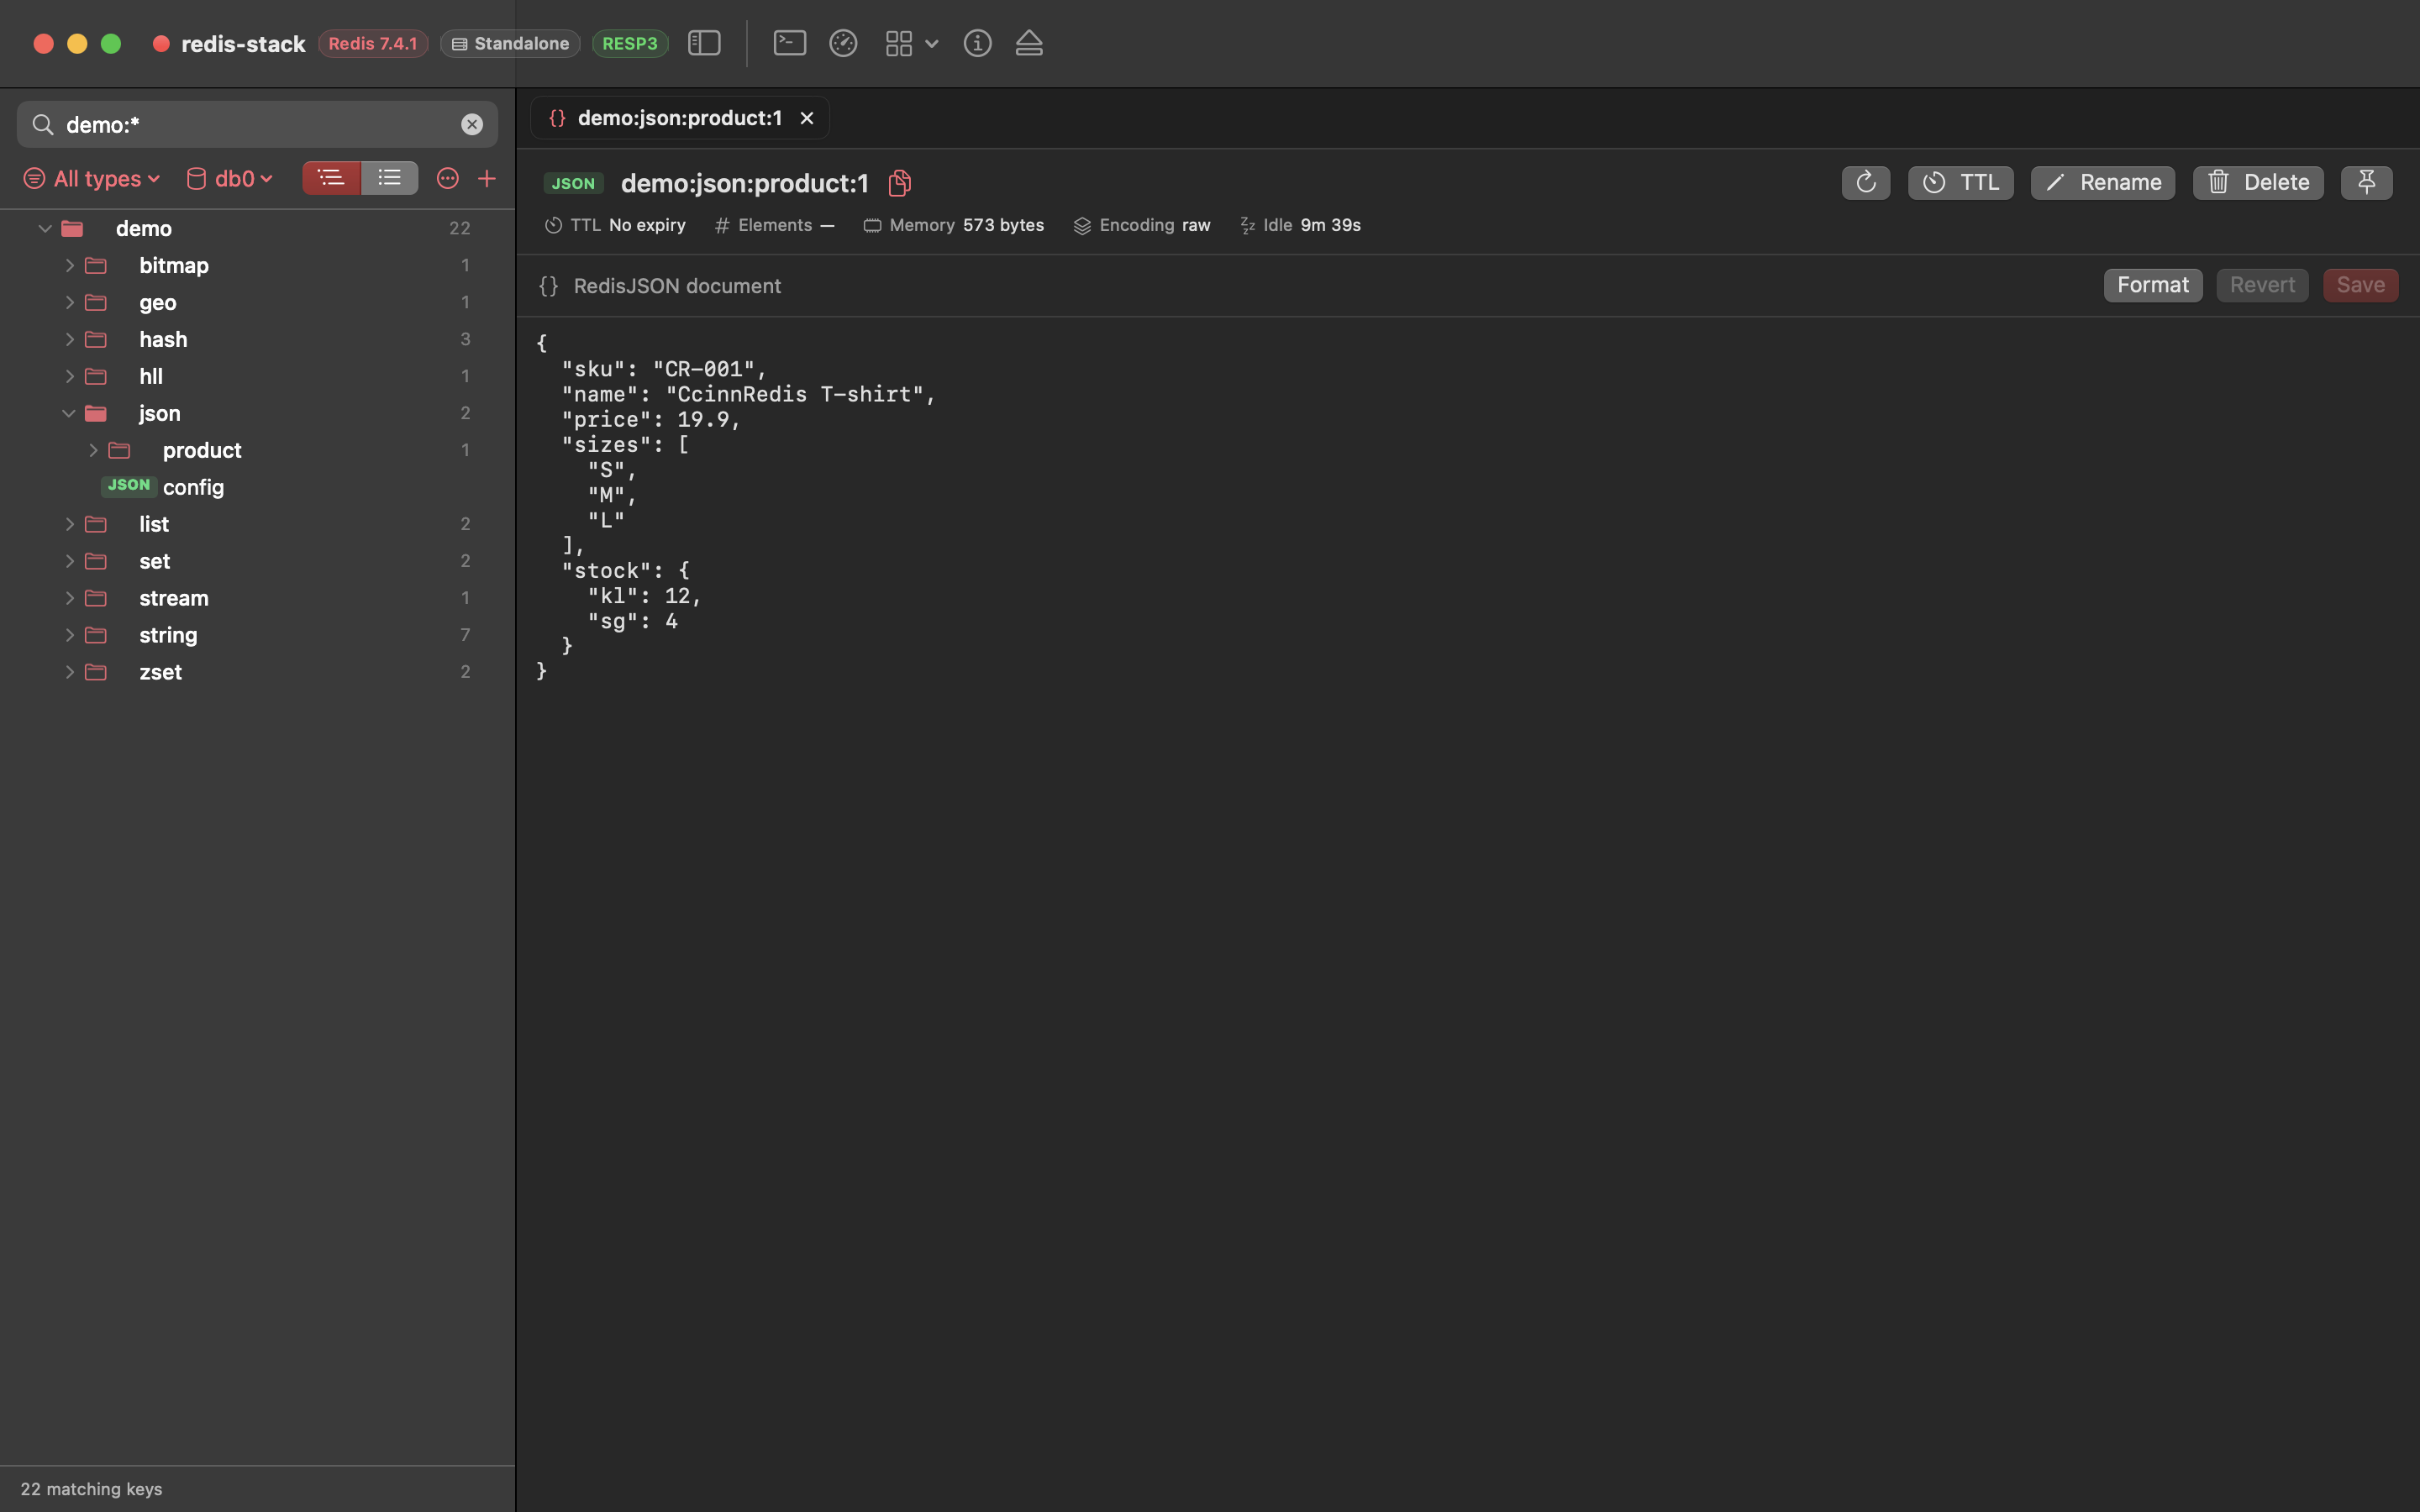 redis-stack Redis 7.4.1 Standalone RESP3
demo:*
All types db0
demo 22
bitmap 1
geo 1
hash 3
hll 1
json 2
product 1
JSON config
list 2
set 2
stream 1
string 7
zset 2
22 matching keys
{} demo:json:product:1
JSON demo:json:product:1
TTL Rename Delete
TTL No expiry # Elements — Memory 573 bytes Encoding raw Idle 9m 39s
{} RedisJSON document
Format Revert Save
{
  "sku": "CR-001",
  "name": "CcinnRedis T-shirt",
  "price": 19.9,
  "sizes": [
    "S",
    "M",
    "L"
  ],
  "stock": {
    "kl": 12,
    "sg": 4
  }
}